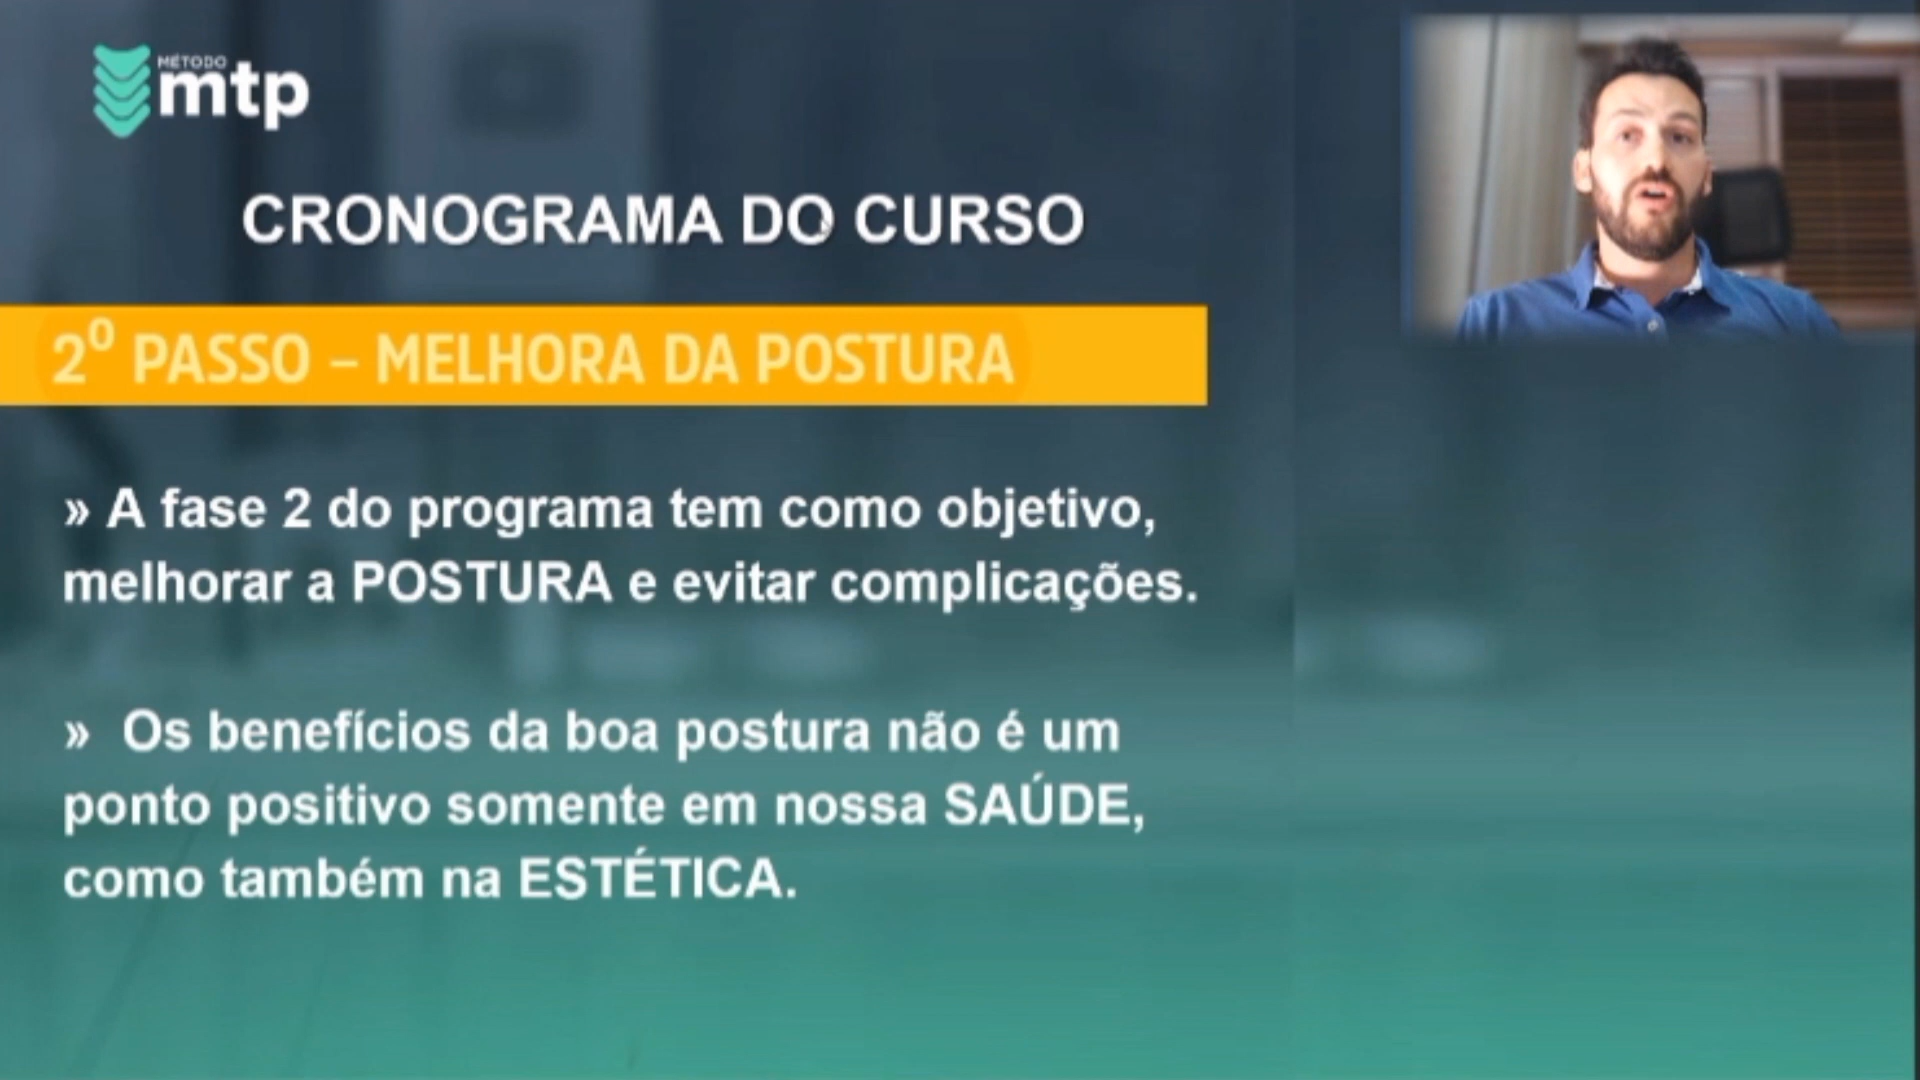 MÉTODO
mtp
CRONOGRAMA DO CURSO
2º PASSO – MELHORA DA POSTURA
» A fase 2 do programa tem como objetivo,
melhorar a POSTURA e evitar complicações.
» Os benefícios da boa postura não é um
ponto positivo somente em nossa SAÚDE,
como também na ESTÉTICA.